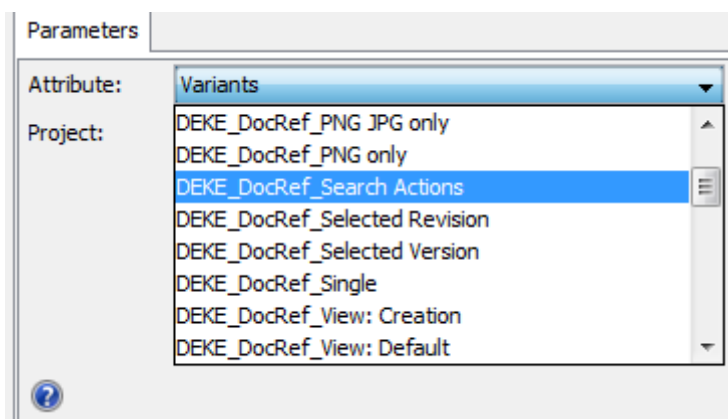 Parameters
Attribute:
Variants
Project:
DEKE_DocRef_PNG JPG only
DEKE_DocRef_PNG only
DEKE_DocRef_Search Actions
DEKE_DocRef_Selected Revision
DEKE_DocRef_Selected Version
DEKE_DocRef_Single
DEKE_DocRef_View: Creation
DEKE_DocRef_View: Default
?